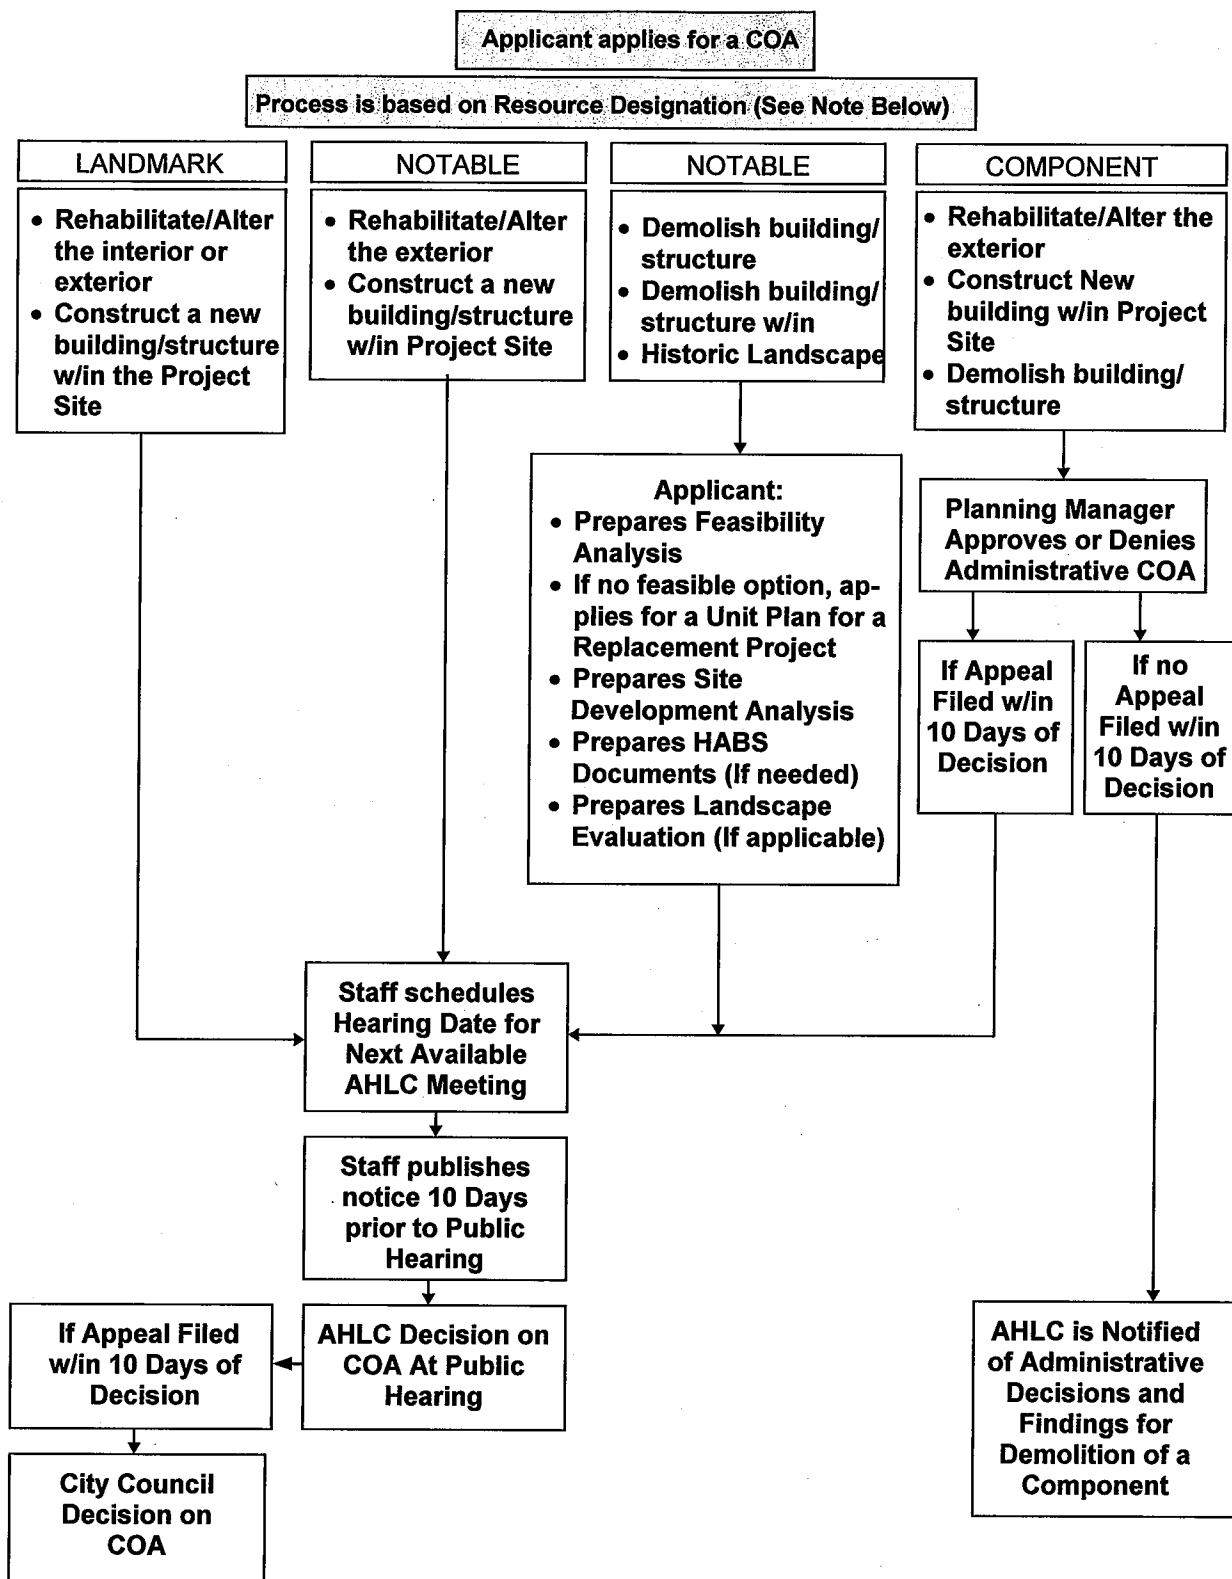 Applicant applies for a COA
Process is based on Resource Designation (See Note Below)
LANDMARK
• Rehabilitate/Alter
the interior or
exterior
• Construct a new
building/structure
w/in the Project
Site
NOTABLE
• Rehabilitate/Alter
the exterior
• Construct a new
building/structure
w/in Project Site
NOTABLE
• Demolish building/
structure
• Demolish building/
structure w/in
• Historic Landscape
COMPONENT
• Rehabilitate/Alter the
exterior
• Construct New
building w/in Project
Site
• Demolish building/
structure
Applicant:
• Prepares Feasibility
Analysis
• If no feasible option, ap-
plies for a Unit Plan for a
Replacement Project
• Prepares Site
Development Analysis
• Prepares HABS
Documents (If needed)
• Prepares Landscape
Evaluation (If applicable)
Planning Manager
Approves or Denies
Administrative COA
If Appeal
Filed w/in
10 Days of
Decision
If no
Appeal
Filed w/in
10 Days of
Decision
Staff schedules
Hearing Date for
Next Available
AHLC Meeting
Staff publishes
notice 10 Days
prior to Public
Hearing
If Appeal Filed
w/in 10 Days of
Decision
AHLC Decision on
COA At Public
Hearing
AHLC is Notified
of Administrative
Decisions and
Findings for
Demolition of a
Component
City Council
Decision on
COA